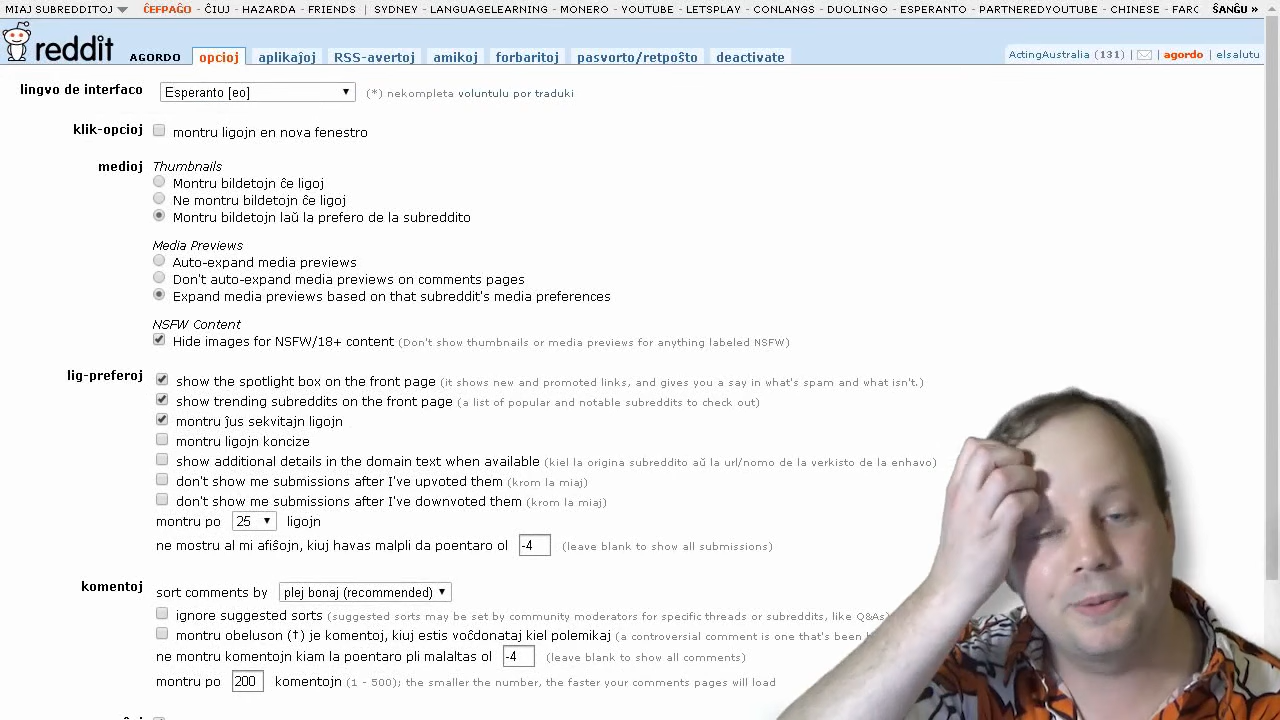 MIAJ SUBREDDITOJ ĈEFPAĜO - ĈIUJ - HAZARDA - FRIENDS | SYDNEY - LANGUAGELEARNING - MONERO - YOUTUBE - LETSPLAY - CONLANGS - DUOLINGO - ESPERANTO - PARTNEREDYOUTUBE - CHINESE - FARC ŜANĜU »
reddit AGORDO opcioj aplikaĵoj RSS-avertoj amikoj forbaritoj pasvorto/retpoŝto deactivate ActingAustralia (131) | | agordo | elsalutu
lingvo de interfaco Esperanto [eo] (*) nekompleta voluntulu por traduki
klik-opcioj montru ligojn en nova fenestro
medioj Thumbnails
Montru bildetojn ĉe ligoj
Ne montru bildetojn ĉe ligoj
Montru bildetojn laŭ la prefero de la subreddito
Media Previews
Auto-expand media previews
Don't auto-expand media previews on comments pages
Expand media previews based on that subreddit's media preferences
NSFW Content
Hide images for NSFW/18+ content (Don't show thumbnails or media previews for anything labeled NSFW)
lig-preferoj show the spotlight box on the front page (it shows new and promoted links, and gives you a say in what's spam and what isn't.)
show trending subreddits on the front page (a list of popular and notable subreddits to check out)
montru ĵus sekvitajn ligojn
montru ligojn koncize
show additional details in the domain text when available (kiel la origina subreddito aŭ la url/nomo de la verkisto de la enhavo)
don't show me submissions after I've upvoted them (krom la miaj)
don't show me submissions after I've downvoted them (krom la miaj)
montru po 25 ligojn
ne mostru al mi afiŝojn, kiuj havas malpli da poentaro ol -4 (leave blank to show all submissions)
komentoj sort comments by plej bonaj (recommended)
ignore suggested sorts (suggested sorts may be set by community moderators for specific threads or subreddits, like Q&As)
montru obeluson (†) je komentoj, kiuj estis voĉdonataj kiel polemikaj (a controversial comment is one that's been
ne montru komentojn kiam la poentaro pli malaltas ol -4 (leave blank to show all comments)
montru po 200 komentojn (1 - 500); the smaller the number, the faster your comments pages will load